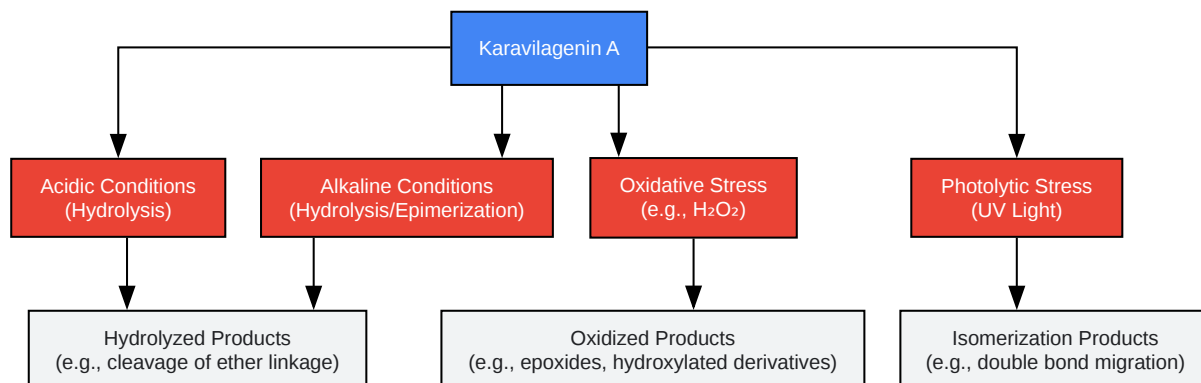 Karavilagenin A
Acidic Conditions
(Hydrolysis)
Alkaline Conditions
(Hydrolysis/Epimerization)
Oxidative Stress
(e.g., H₂O₂)
Photolytic Stress
(UV Light)
Hydrolyzed Products
(e.g., cleavage of ether linkage)
Oxidized Products
(e.g., epoxides, hydroxylated derivatives)
Isomerization Products
(e.g., double bond migration)